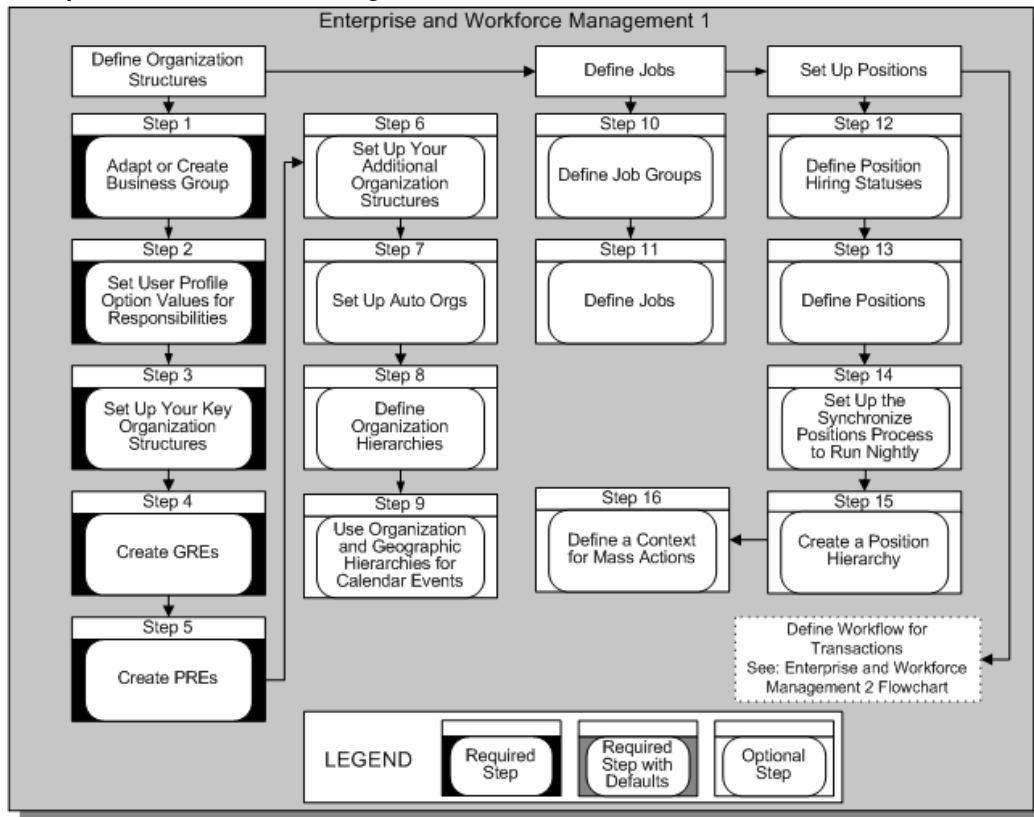 Enterprise and Workforce Management 1
Define Organization
Structures
Define Jobs
Set Up Positions
Step 1
Adapt or Create
Business Group
Step 2
Set User Profile
Option Values for
Responsibilities
Step 3
Set Up Your Key
Organization
Structures
Step 4
Create GREs
Step 5
Create PREs
Step 6
Set Up Your
Additional
Organization
Structures
Step 7
Set Up Auto Orgs
Step 8
Define
Organization
Hierarchies
Step 9
Use Organization
and Geographic
Hierarchies for
Calendar Events
Step 10
Define Job Groups
Step 11
Define Jobs
Step 12
Define Position
Hiring Statuses
Step 13
Define Positions
Step 14
Set Up the
Synchronize
Positions Process
to Run Nightly
Step 15
Create a Position
Hierarchy
Step 16
Define a Context
for Mass Actions
Define Workflow for
Transactions
See: Enterprise and Workforce
Management 2 Flowchart
LEGEND
Required
Step
Required
Step with
Defaults
Optional
Step